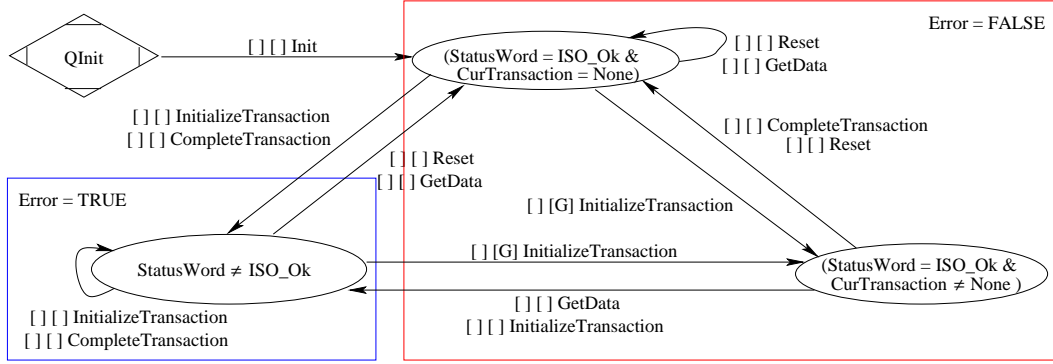 Error = FALSE
QInit
[ ] [ ] Init
(StatusWord = ISO_Ok &
CurTransaction = None)
[ ] [ ] Reset
[ ] [ ] GetData
[ ] [ ] InitializeTransaction
[ ] [ ] CompleteTransaction
[ ] [ ] CompleteTransaction
[ ] [ ] Reset
[ ] [ ] Reset
[ ] [ ] GetData
Error = TRUE
[ ] [G] InitializeTransaction
[ ] [G] InitializeTransaction
StatusWord ≠ ISO_Ok
(StatusWord = ISO_Ok &
CurTransaction ≠ None )
[ ] [ ] GetData
[ ] [ ] InitializeTransaction
[ ] [ ] InitializeTransaction
[ ] [ ] CompleteTransaction